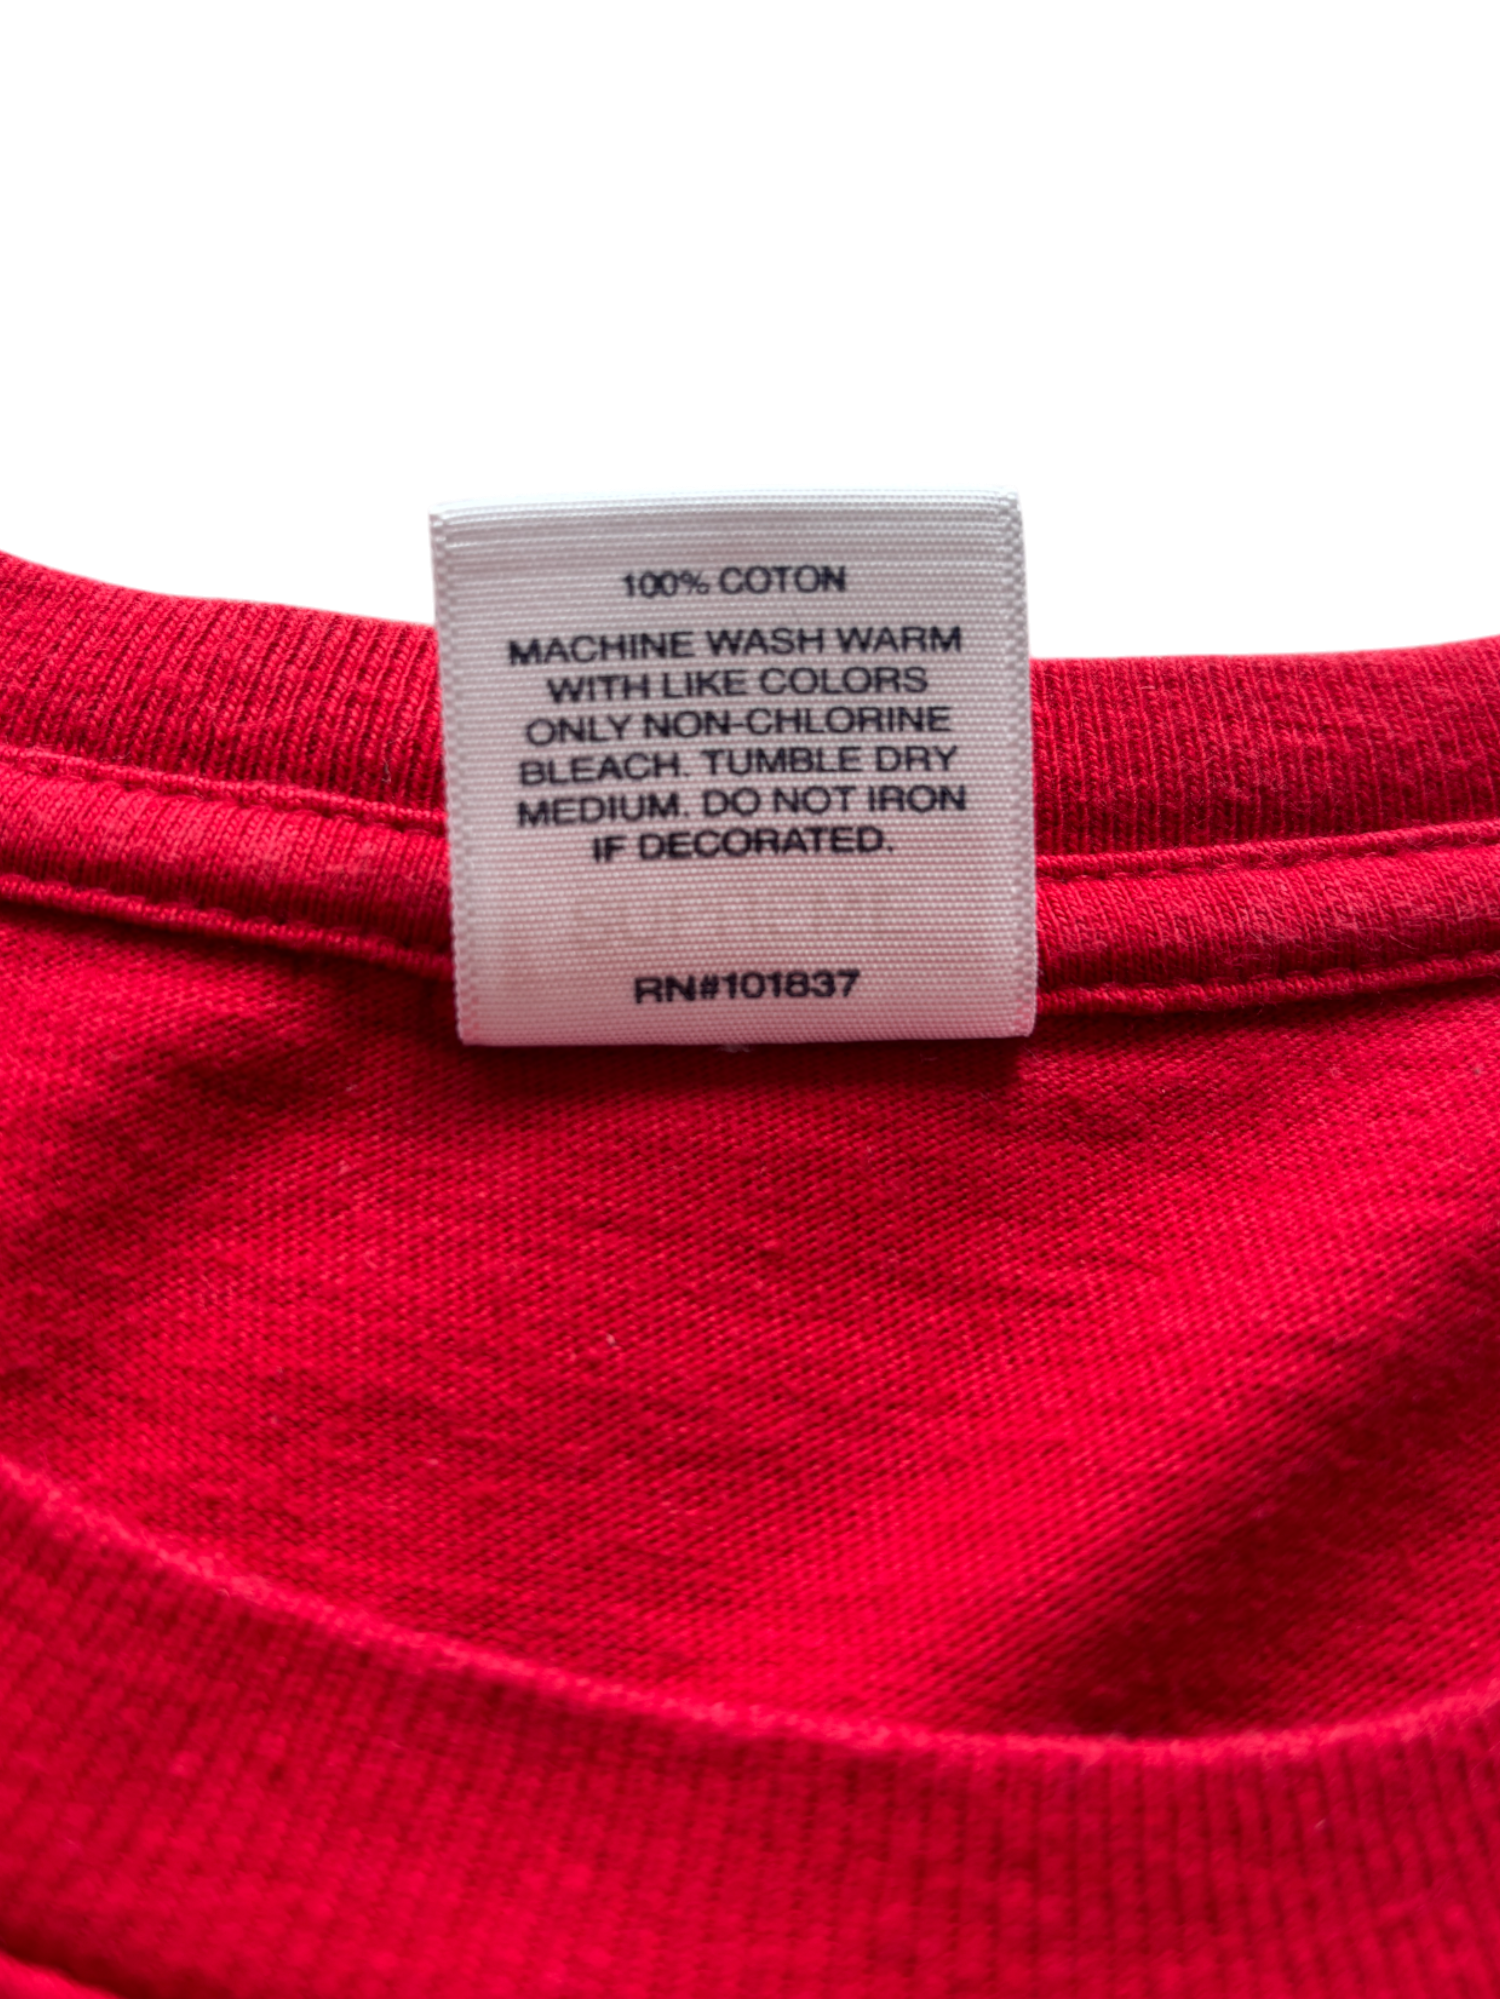 100% COTON
MACHINE WASH WARM
WITH LIKE COLORS
ONLY NON-CHLORINE
BLEACH. TUMBLE DRY
MEDIUM. DO NOT IRON
IF DECORATED.
RN#101837